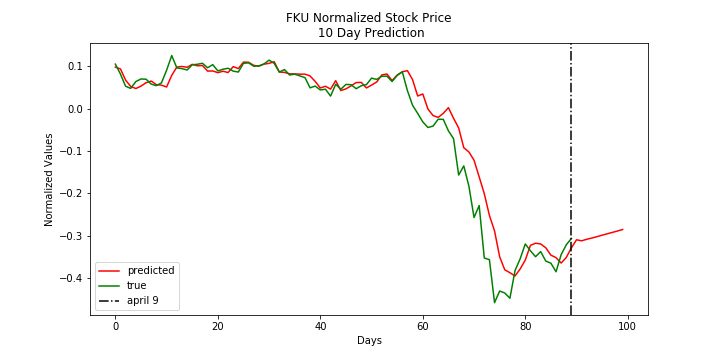 FKU Normalized Stock Price
10 Day Prediction
Normalized Values
0.1
0.0
−0.1
−0.2
−0.3
−0.4
predicted
true
april 9
0 20 40 60 80 100
Days